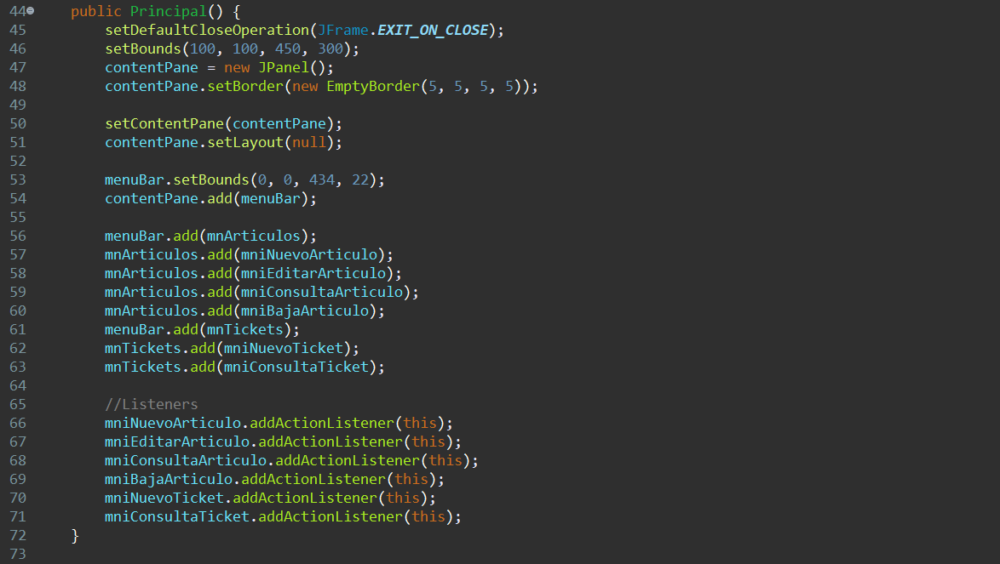 44 public Principal() {
45 setDefaultCloseOperation(JFrame.EXIT_ON_CLOSE);
46 setBounds(100, 100, 450, 300);
47 contentPane = new JPanel();
48 contentPane.setBorder(new EmptyBorder(5, 5, 5, 5));
49
50 setContentPane(contentPane);
51 contentPane.setLayout(null);
52
53 menuBar.setBounds(0, 0, 434, 22);
54 contentPane.add(menuBar);
55
56 menuBar.add(mnArticulos);
57 mnArticulos.add(mniNuevoArticulo);
58 mnArticulos.add(mniEditarArticulo);
59 mnArticulos.add(mniConsultaArticulo);
60 mnArticulos.add(mniBajaArticulo);
61 menuBar.add(mnTickets);
62 mnTickets.add(mniNuevoTicket);
63 mnTickets.add(mniConsultaTicket);
64
65 //Listeners
66 mniNuevoArticulo.addActionListener(this);
67 mniEditarArticulo.addActionListener(this);
68 mniConsultaArticulo.addActionListener(this);
69 mniBajaArticulo.addActionListener(this);
70 mniNuevoTicket.addActionListener(this);
71 mniConsultaTicket.addActionListener(this);
72 }
73